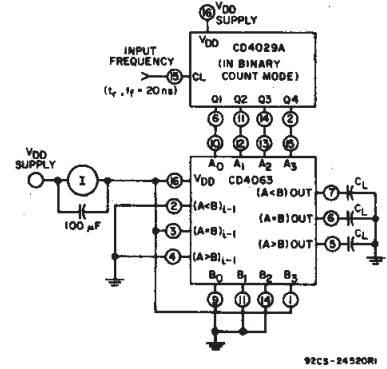 16 VDD
SUPPLY
VDD
CD4029A
(IN BINARY
COUNT MODE)
INPUT
FREQUENCY
15 CL
(tr, tf = 20ns)
Q1 Q2 Q3 Q4
6 11 14 2
10 12 13 15
A0 A1 A2 A3
CD4063
VDD
SUPPLY
I
100 µF
16 VDD
2 (A<B)i-1
3 (A=B)i-1
4 (A>B)i-1
(A<B) OUT 7 CL
(A=B) OUT 6 CL
(A>B) OUT 5 CL
B0 B1 B2 B3
9 11 14 1
92CS-24520RI